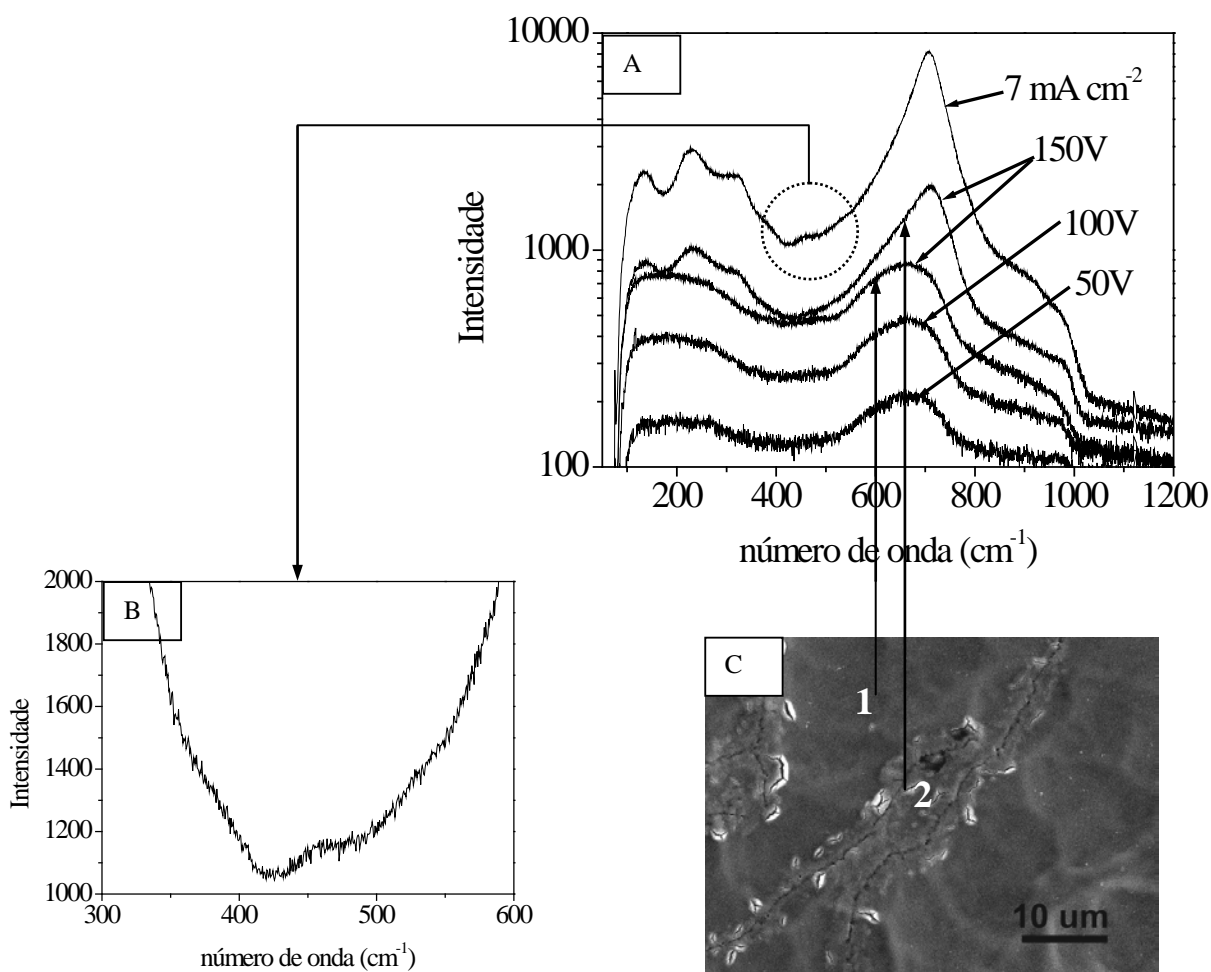 A
10000
1000
100
Intensidade
7 mA cm-2
150V
100V
50V
200 400 600 800 1000 1200
número de onda (cm-1)
B
2000
1800
1600
1400
1200
1000
Intensidade
300 400 500 600
número de onda (cm-1)
C
1
2
10 um